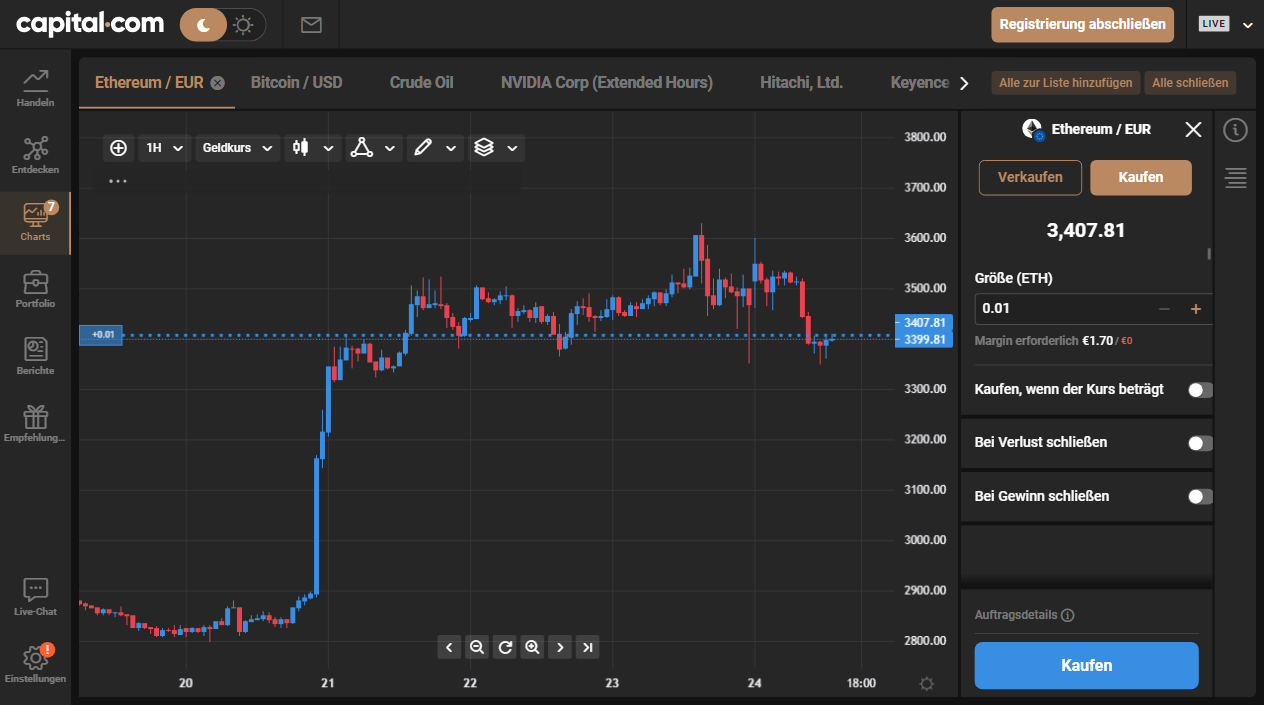 capital.com
Registrierung abschließen
LIVE
Handeln
Entdecken
7
Charts
Portfolio
Berichte
Empfehlung...
Live-Chat
!
Einstellungen
Ethereum / EUR
Bitcoin / USD
Crude Oil
NVIDIA Corp (Extended Hours)
Hitachi, Ltd.
Keyence
Alle zur Liste hinzufügen
Alle schließen
1H
Geldkurs
...
+0.01
3800.00
3700.00
3600.00
3500.00
3407.81
3399.81
3300.00
3200.00
3100.00
3000.00
2900.00
2800.00
20
21
22
23
24
18:00
Ethereum / EUR
Verkaufen
Kaufen
3,407.81
Größe (ETH)
0.01
Margin erforderlich €1.70 / €0
Kaufen, wenn der Kurs beträgt
Bei Verlust schließen
Bei Gewinn schließen
Auftragsdetails
Kaufen